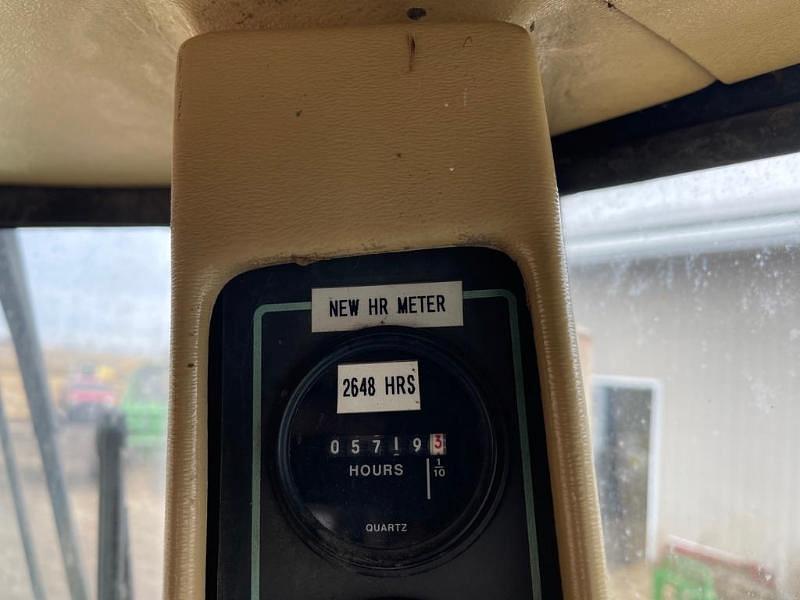 NEW HR METER
2648 HRS
057193
HOURS 1/10
QUARTZ